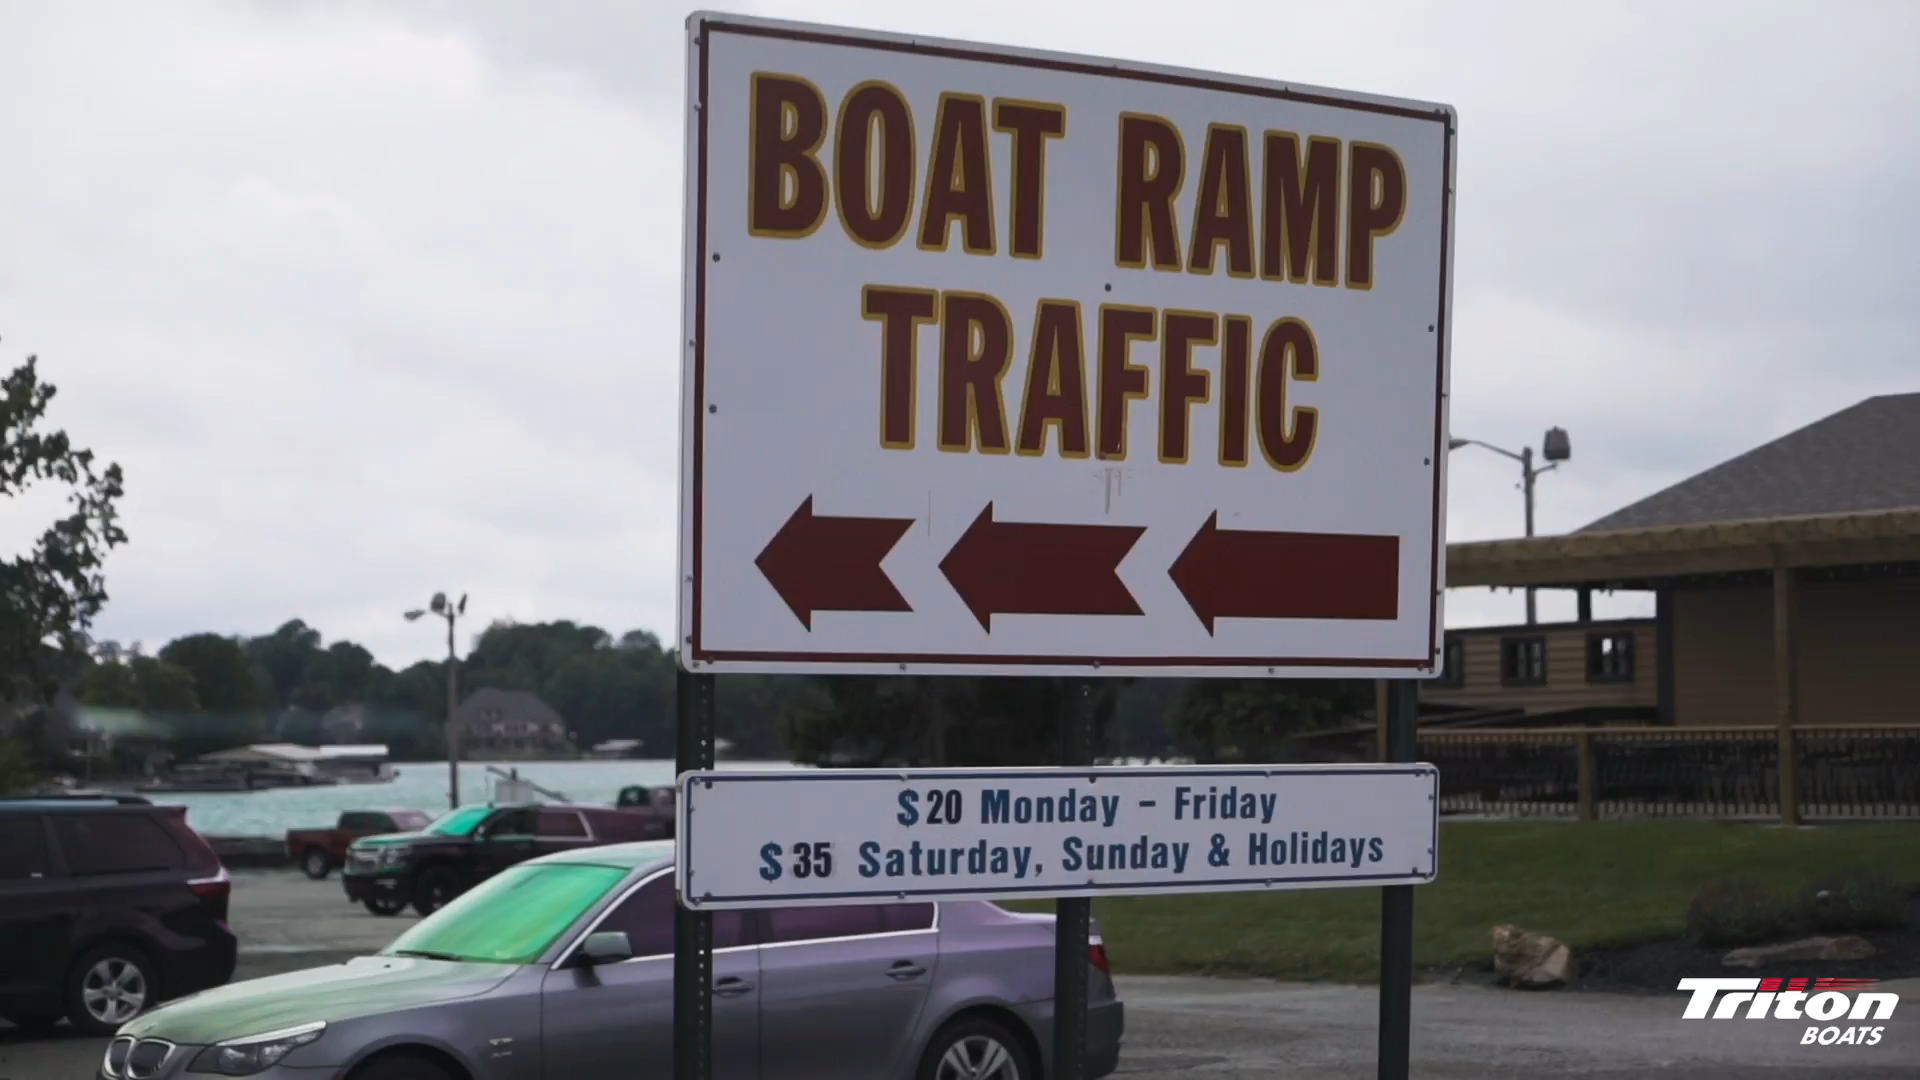 BOAT RAMP
TRAFFIC
$20 Monday - Friday
$35 Saturday, Sunday & Holidays
Triton
BOATS